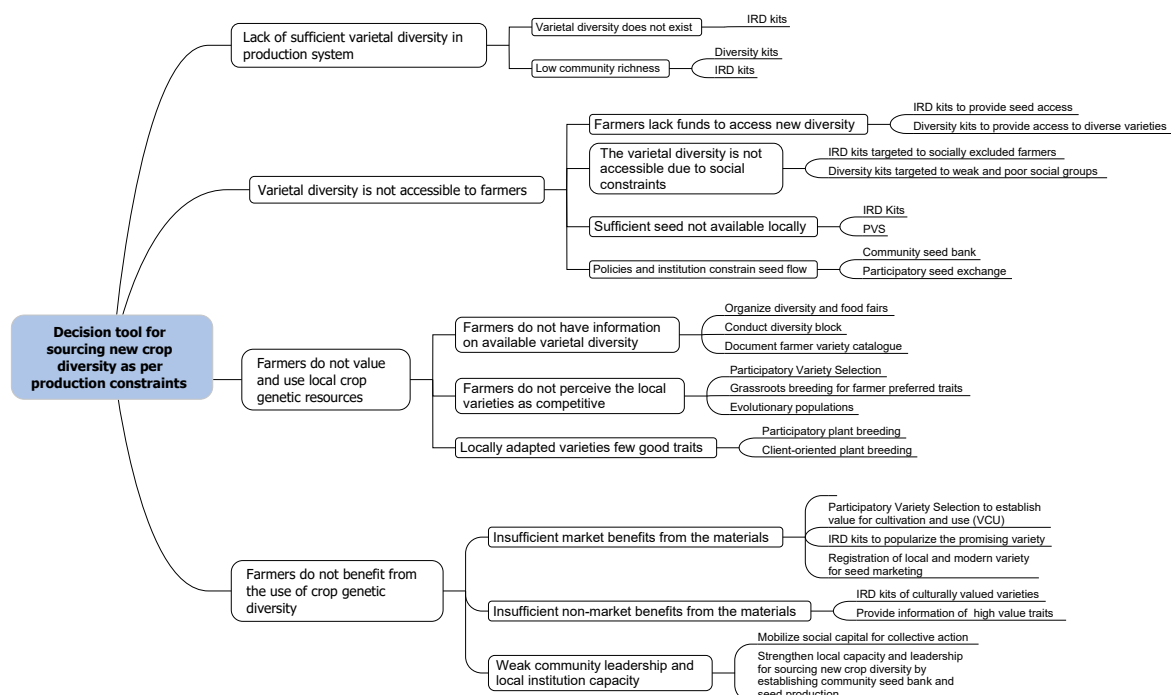 Decision tool for
sourcing new crop
diversity as per
production constraints
Lack of sufficient varietal diversity in
production system
Varietal diversity does not exist
IRD kits
Low community richness
Diversity kits
IRD kits
Varietal diversity is not accessible to farmers
Farmers lack funds to access new diversity
IRD kits to provide seed access
Diversity kits to provide access to diverse varieties
The varietal diversity is not
accessible due to social
constraints
IRD kits targeted to socially excluded farmers
Diversity kits targeted to weak and poor social groups
Sufficient seed not available locally
IRD Kits
PVS
Policies and institution constrain seed flow
Community seed bank
Participatory seed exchange
Farmers do not value
and use local crop
genetic resources
Farmers do not have information
on available varietal diversity
Organize diversity and food fairs
Conduct diversity block
Document farmer variety catalogue
Farmers do not perceive the local
varieties as competitive
Participatory Variety Selection
Grassroots breeding for farmer preferred traits
Evolutionary populations
Locally adapted varieties few good traits
Participatory plant breeding
Client-oriented plant breeding
Farmers do not benefit from
the use of crop genetic
diversity
Insufficient market benefits from the materials
Participatory Variety Selection to establish
value for cultivation and use (VCU)
IRD kits to popularize the promising variety
Registration of local and modern variety
for seed marketing
Insufficient non-market benefits from the materials
IRD kits of culturally valued varieties
Provide information of high value traits
Weak community leadership and
local institution capacity
Mobilize social capital for collective action
Strengthen local capacity and leadership
for sourcing new crop diversity by
establishing community seed bank and
seed production